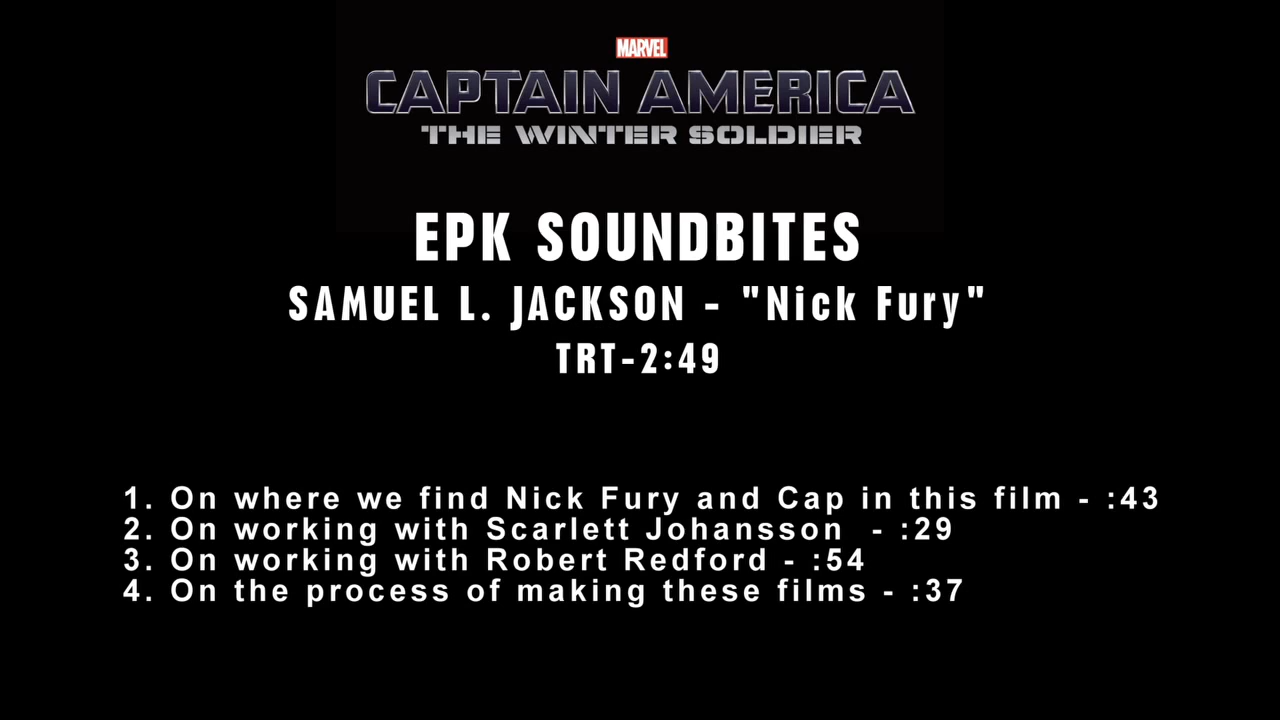 MARVEL
CAPTAIN AMERICA
THE WINTER SOLDIER
EPK SOUNDBITES
SAMUEL L. JACKSON - "Nick Fury"
TRT-2:49
1. On where we find Nick Fury and Cap in this film - :43
2. On working with Scarlett Johansson - :29
3. On working with Robert Redford - :54
4. On the process of making these films - :37